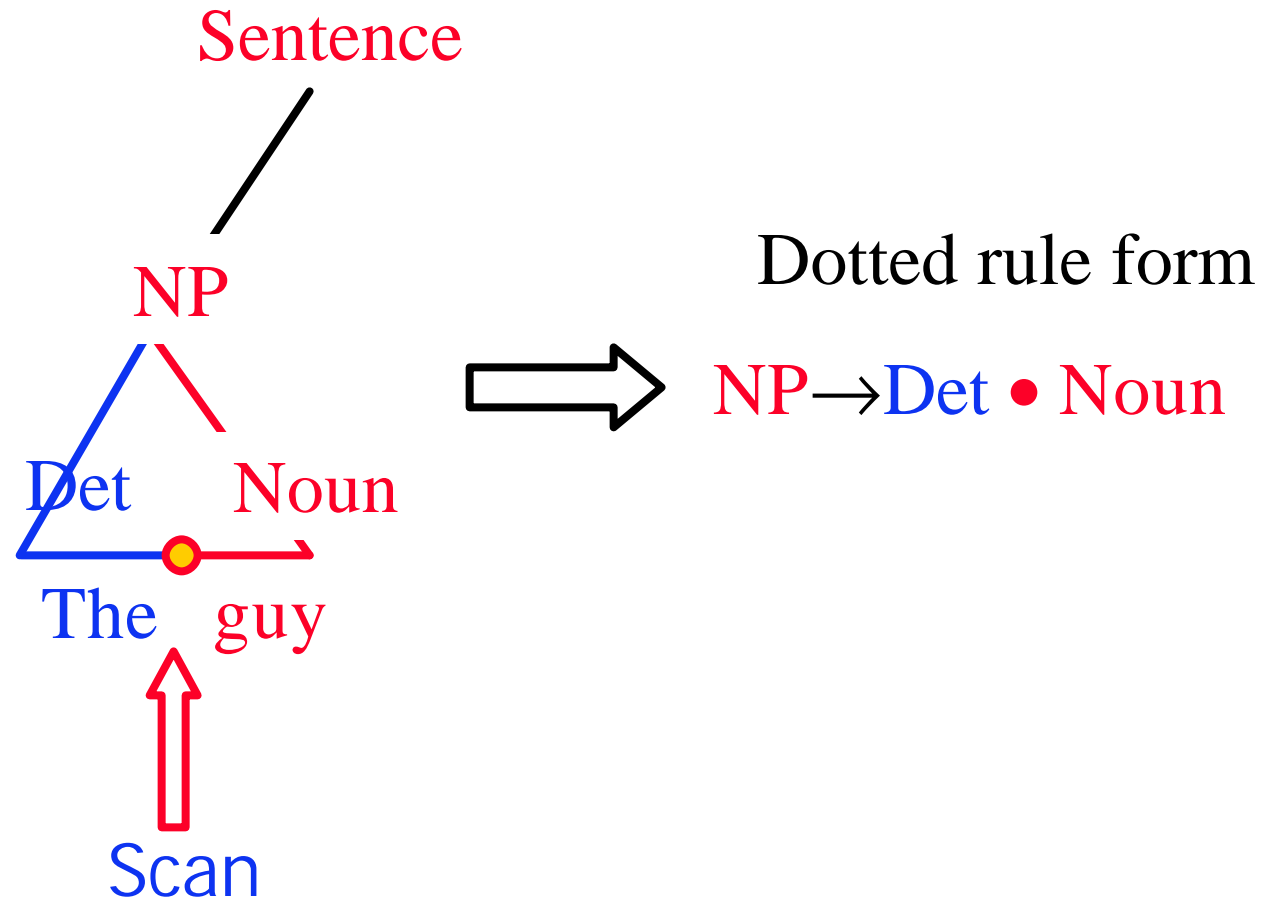 Sentence
NP
Dotted rule form
NP→Det • Noun
Det Noun
The guy
Scan